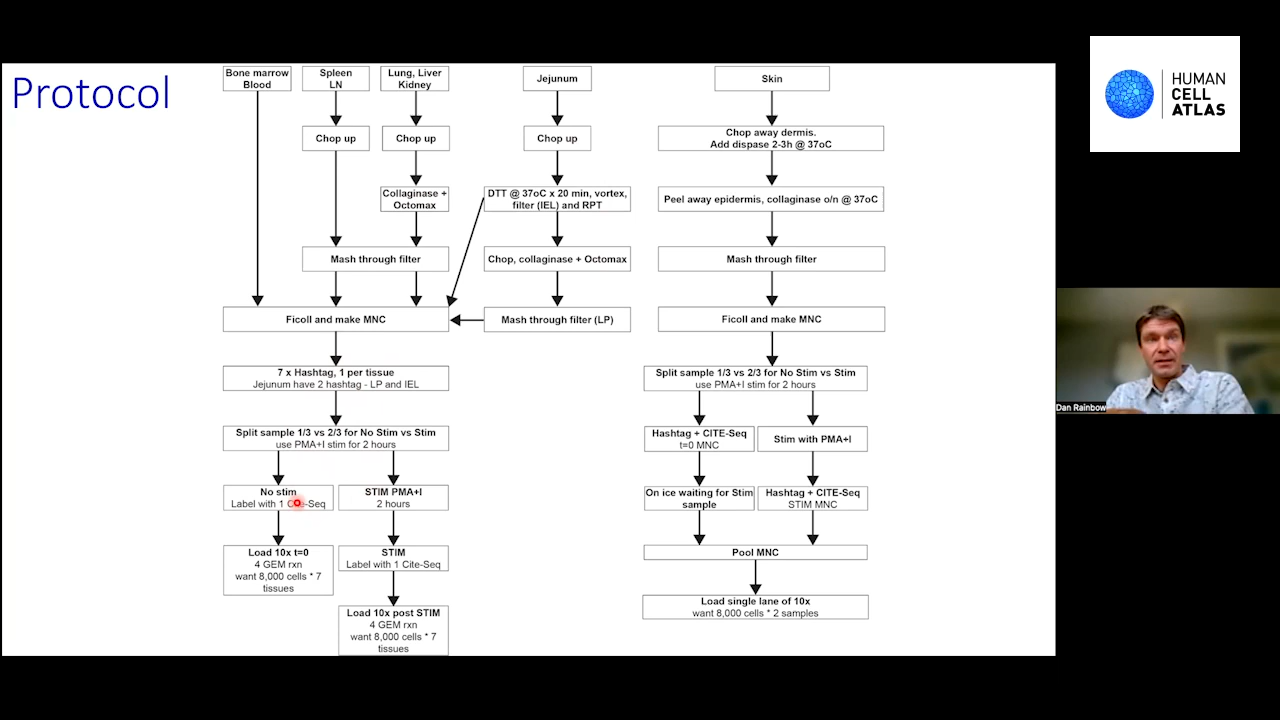 Protocol
Bone marrow
Blood
Spleen
LN
Lung, Liver
Kidney
Jejunum
Skin
Chop up
Chop up
Chop up
Chop away dermis.
Add dispase 2-3h @ 37oC
Collaginase +
Octomax
DTT @ 37oC x 20 min, vortex,
filter (IEL) and RPT
Peel away epidermis, collaginase o/n @ 37oC
Mash through filter
Chop, collaginase + Octomax
Mash through filter
Ficoll and make MNC
Mash through filter (LP)
Ficoll and make MNC
7 x Hashtag, 1 per tissue
Jejunum have 2 hashtag - LP and IEL
Split sample 1/3 vs 2/3 for No Stim vs Stim
use PMA+I stim for 2 hours
Split sample 1/3 vs 2/3 for No Stim vs Stim
use PMA+I stim for 2 hours
Hashtag + CITE-Seq
t=0 MNC
Stim with PMA+I
No stim
Label with 1 Cite-Seq
STIM PMA+I
2 hours
On ice waiting for Stim
sample
Hashtag + CITE-Seq
STIM MNC
Load 10x t=0
4 GEM rxn
want 8,000 cells * 7
tissues
STIM
Label with 1 Cite-Seq
Pool MNC
Load 10x post STIM
4 GEM rxn
want 8,000 cells * 7
tissues
Load single lane of 10x
want 8,000 cells * 2 samples
HUMAN
CELL
ATLAS
Dan Rainbow